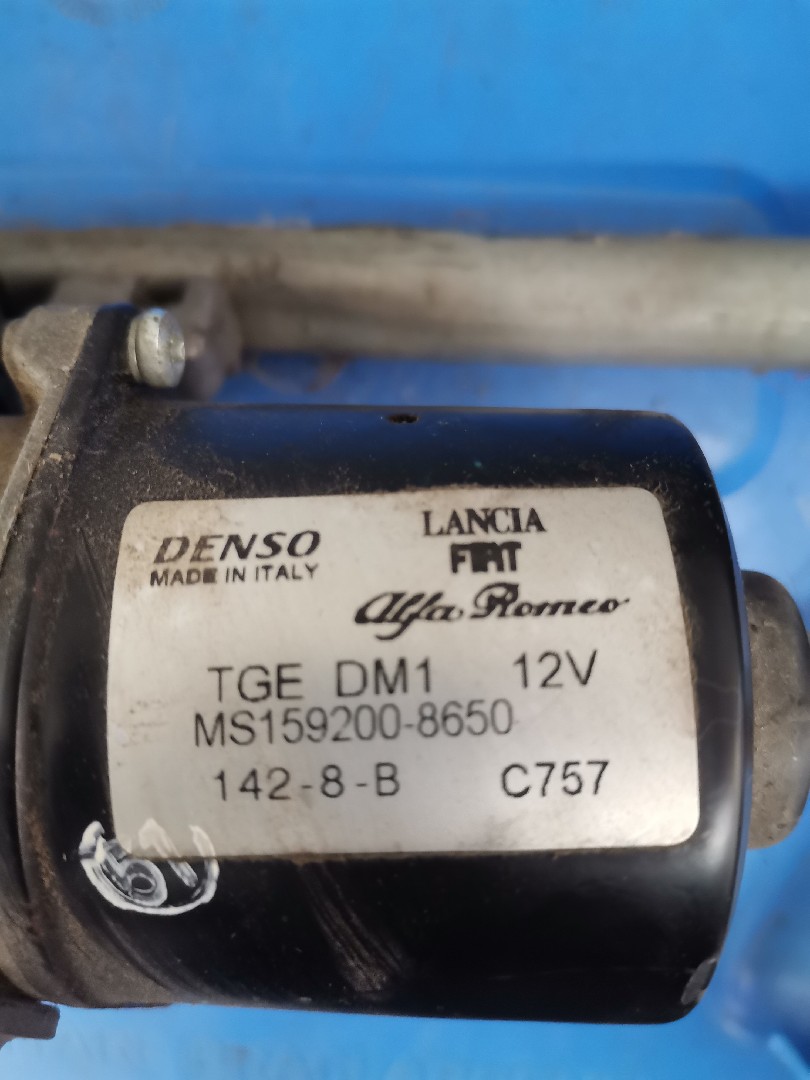 DENSO
MADE IN ITALY
LANCIA
FIAT
Alfa Romeo
TGE DM1 12V
MS159200-8650
142-8-B C757